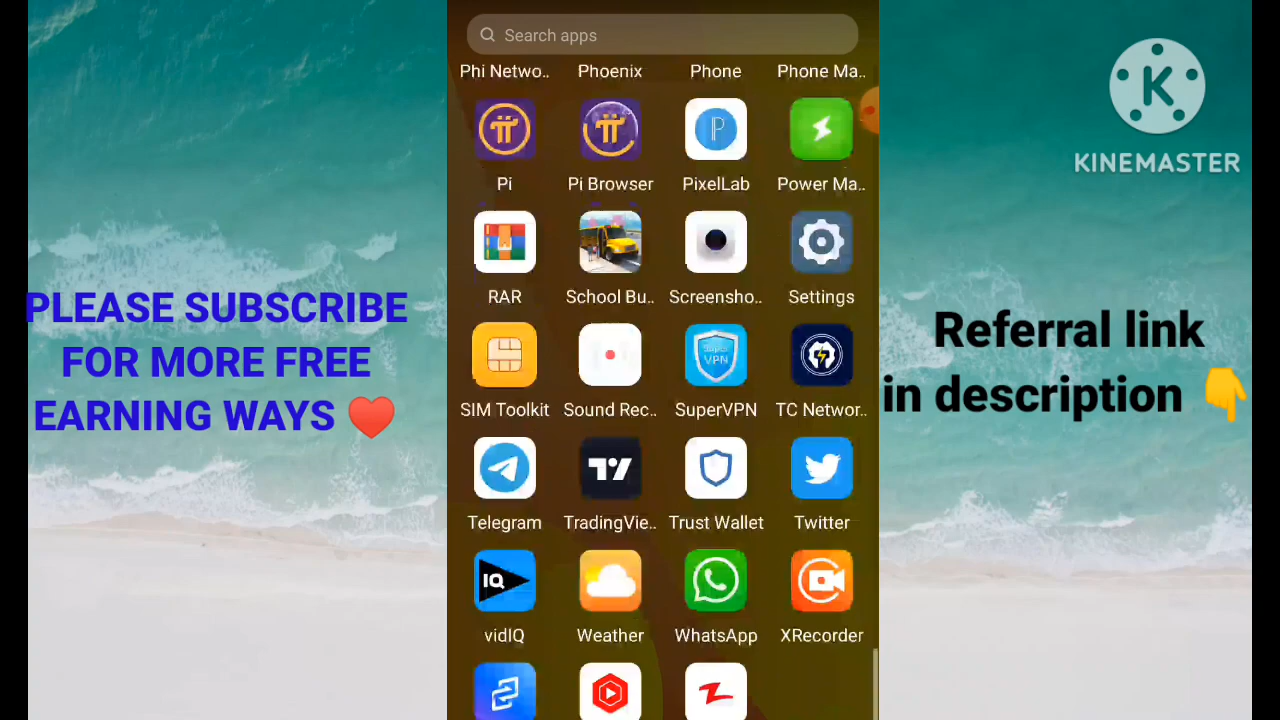 Search apps
Phi Netwo..
Phoenix
Phone
Phone Ma..
Pi
Pi Browser
PixelLab
Power Ma..
RAR
School Bu..
Screensho..
Settings
SIM Toolkit
Sound Rec..
SuperVPN
TC Networ..
Telegram
TradingVie..
Trust Wallet
Twitter
vidIQ
Weather
WhatsApp
XRecorder
P
VPN
IQ
PLEASE SUBSCRIBE
FOR MORE FREE
EARNING WAYS ♥️
K
KINEMASTER
Referral link
in description 👇